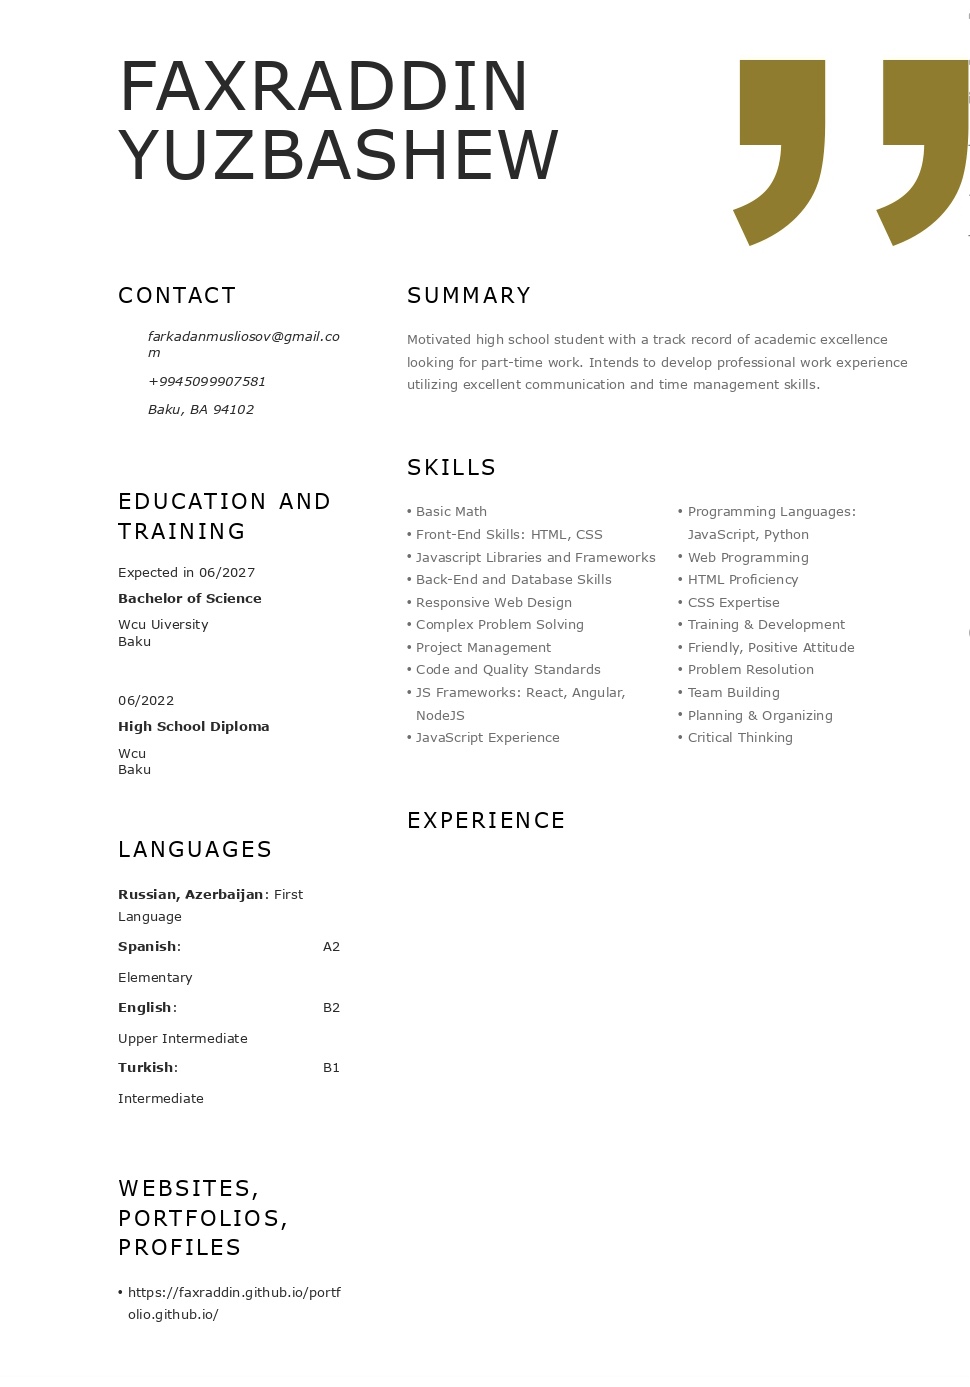 FAXRADDIN
YUZBASHEW
CONTACT
farkadanmusliosov@gmail.co
m
+9945099907581
Baku, BA 94102
EDUCATION AND
TRAINING
Expected in 06/2027
Bachelor of Science
Wcu Uiversity
Baku
06/2022
High School Diploma
Wcu
Baku
LANGUAGES
Russian, Azerbaijan: First
Language
Spanish: A2
Elementary
English: B2
Upper Intermediate
Turkish: B1
Intermediate
WEBSITES,
PORTFOLIOS,
PROFILES
• https://faxraddin.github.io/portf
olio.github.io/
SUMMARY
Motivated high school student with a track record of academic excellence
looking for part-time work. Intends to develop professional work experience
utilizing excellent communication and time management skills.
SKILLS
• Basic Math
• Front-End Skills: HTML, CSS
• Javascript Libraries and Frameworks
• Back-End and Database Skills
• Responsive Web Design
• Complex Problem Solving
• Project Management
• Code and Quality Standards
• JS Frameworks: React, Angular,
NodeJS
• JavaScript Experience
• Programming Languages:
JavaScript, Python
• Web Programming
• HTML Proficiency
• CSS Expertise
• Training & Development
• Friendly, Positive Attitude
• Problem Resolution
• Team Building
• Planning & Organizing
• Critical Thinking
EXPERIENCE